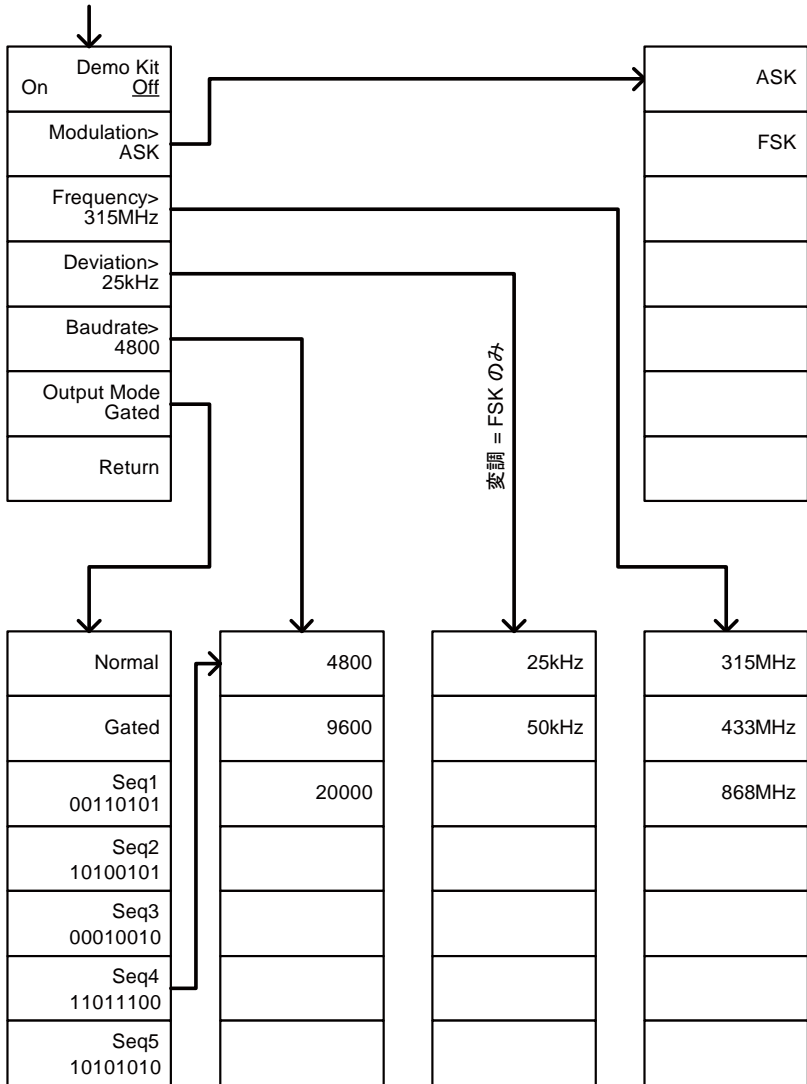 Demo Kit
On Off
Modulation>
ASK
Frequency>
315MHz
Deviation>
25kHz
Baudrate>
4800
Output Mode
Gated
Return
ASK
FSK
変調 = FSK のみ
Normal
Gated
Seq1
00110101
Seq2
10100101
Seq3
00010010
Seq4
11011100
Seq5
10101010
4800
9600
20000
25kHz
50kHz
315MHz
433MHz
868MHz